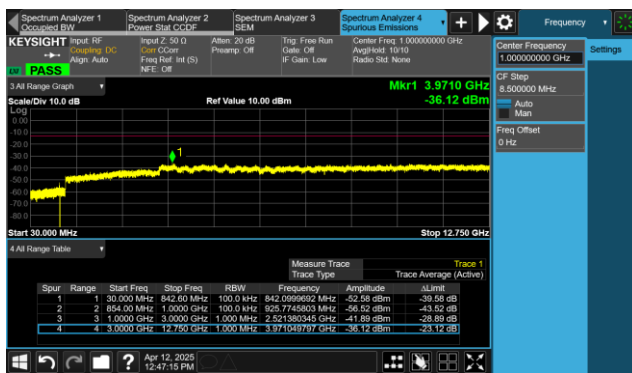 Spectrum Analyzer 1
Occupied BW
Spectrum Analyzer 2
Power Stat CCDF
Spectrum Analyzer 3
SEM
Spectrum Analyzer 4
Spurious Emissions
Frequency
KEYSIGHT
Input: RF
Coupling: DC
Align: Auto
Input Z: 50 Ω
Corr CCorr
Freq Ref: Int (S)
NFE: Off
Atten: 20 dB
Preamp: Off
Trig: Free Run
Gate: Off
IF Gain: Low
Center Freq: 1.000000000 GHz
Avg|Hold: 10/10
Radio Std: None
PASS
Center Frequency
1.000000000 GHz
Settings
CF Step
8.500000 MHz
Auto
Man
Freq Offset
0 Hz
3 All Range Graph
Mkr1 3.9710 GHz
-36.12 dBm
Scale/Div 10.0 dB
Ref Value 10.00 dBm
Log
0.00
-10.0
-20.0
-30.0
-40.0
-50.0
-60.0
-70.0
-80.0
1
Start 30.000 MHz
Stop 12.750 GHz
4 All Range Table
Measure Trace Trace 1
Trace Type Trace Average (Active)
Spur Range Start Freq Stop Freq RBW Frequency Amplitude ΔLimit
1 1 30.000 MHz 842.60 MHz 100.0 kHz 842.0999692 MHz -52.58 dBm -39.58 dB
2 2 854.00 MHz 1.0000 GHz 100.0 kHz 925.7745803 MHz -56.52 dBm -43.52 dB
3 3 1.0000 GHz 3.0000 GHz 1.000 MHz 2.521380345 GHz -41.89 dBm -28.89 dB
4 4 3.0000 GHz 12.750 GHz 1.000 MHz 3.971049797 GHz -36.12 dBm -23.12 dB
Apr 12, 2025
12:47:15 PM